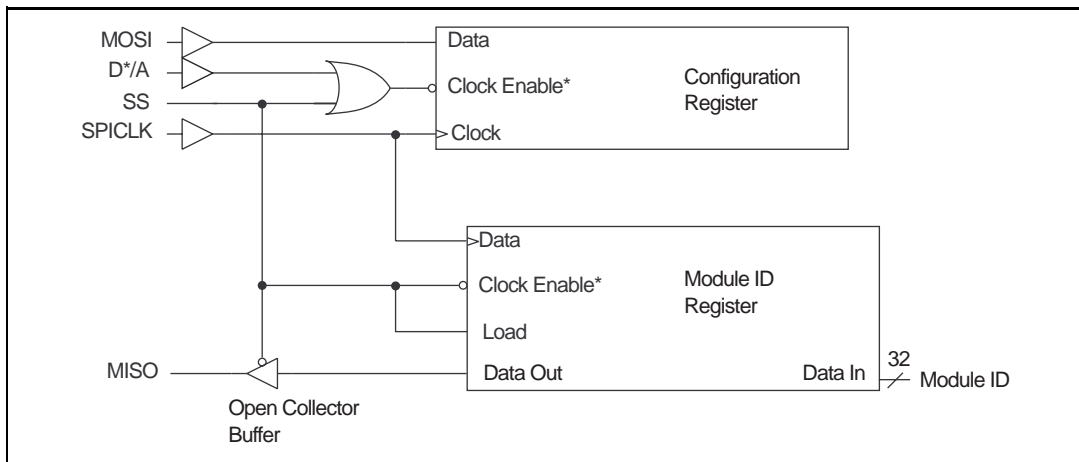 MOSI
D*/A
SS
SPICLK
Data
Clock Enable*
Clock
Configuration
Register
Data
Clock Enable*
Load
Data Out
Module ID
Register
Data In
32
Module ID
MISO
Open Collector
Buffer